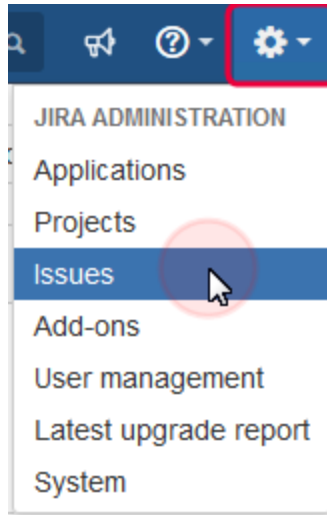 JIRA ADMINISTRATION
Applications
Projects
Issues
Add-ons
User management
Latest upgrade report
System